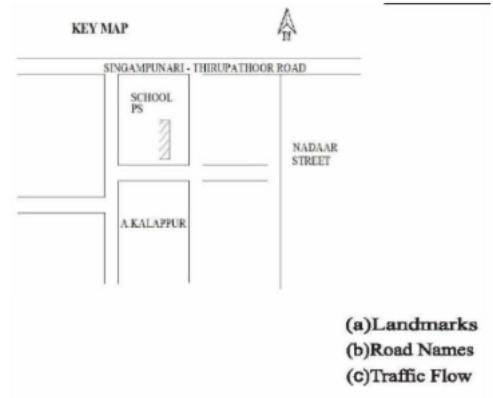 KEY MAP
N
SINGAMPUNARI - THIRUPATHOOR ROAD
SCHOOL
PS
NADAAR
STREET
A.KALAPPUR
(a)Landmarks
(b)Road Names
(c)Traffic Flow